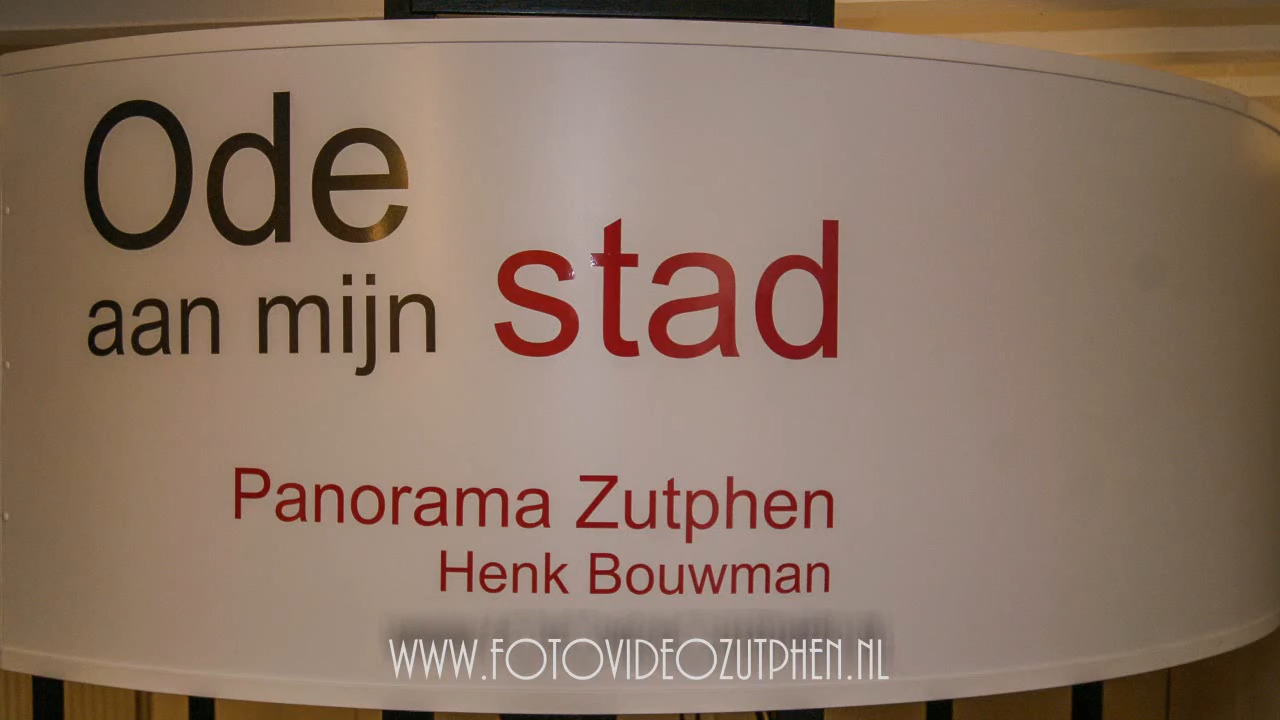 Ode
aan mijn stad
Panorama Zutphen
Henk Bouwman
WWW.FOTOVIDEOZUTPHEN.NL